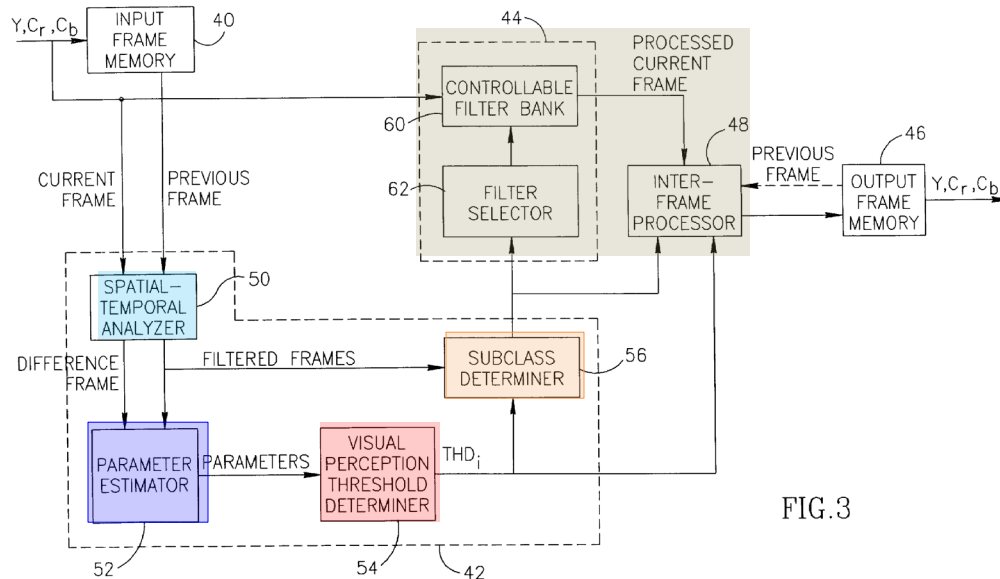 Y,Cr,Cb
INPUT
FRAME
MEMORY
40
44
PROCESSED
CURRENT
FRAME
CONTROLLABLE
FILTER BANK
60
48
46
CURRENT
FRAME
PREVIOUS
FRAME
62
FILTER
SELECTOR
INTER-
FRAME
PROCESSOR
PREVIOUS
FRAME
OUTPUT
FRAME
MEMORY
Y,Cr,Cb
SPATIAL-
TEMPORAL
ANALYZER
50
DIFFERENCE
FRAME
FILTERED FRAMES
SUBCLASS
DETERMINER
56
PARAMETER
ESTIMATOR
PARAMETERS
VISUAL
PERCEPTION
THRESHOLD
DETERMINER
THDi
FIG.3
52
54
42